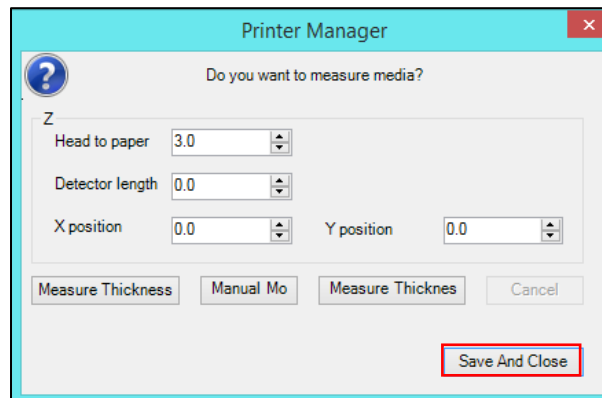 Printer Manager
Do you want to measure media?
Z
Head to paper 3.0
Detector length 0.0
X position 0.0 Y position 0.0
Measure Thickness Manual Mo Measure Thicknes Cancel
Save And Close